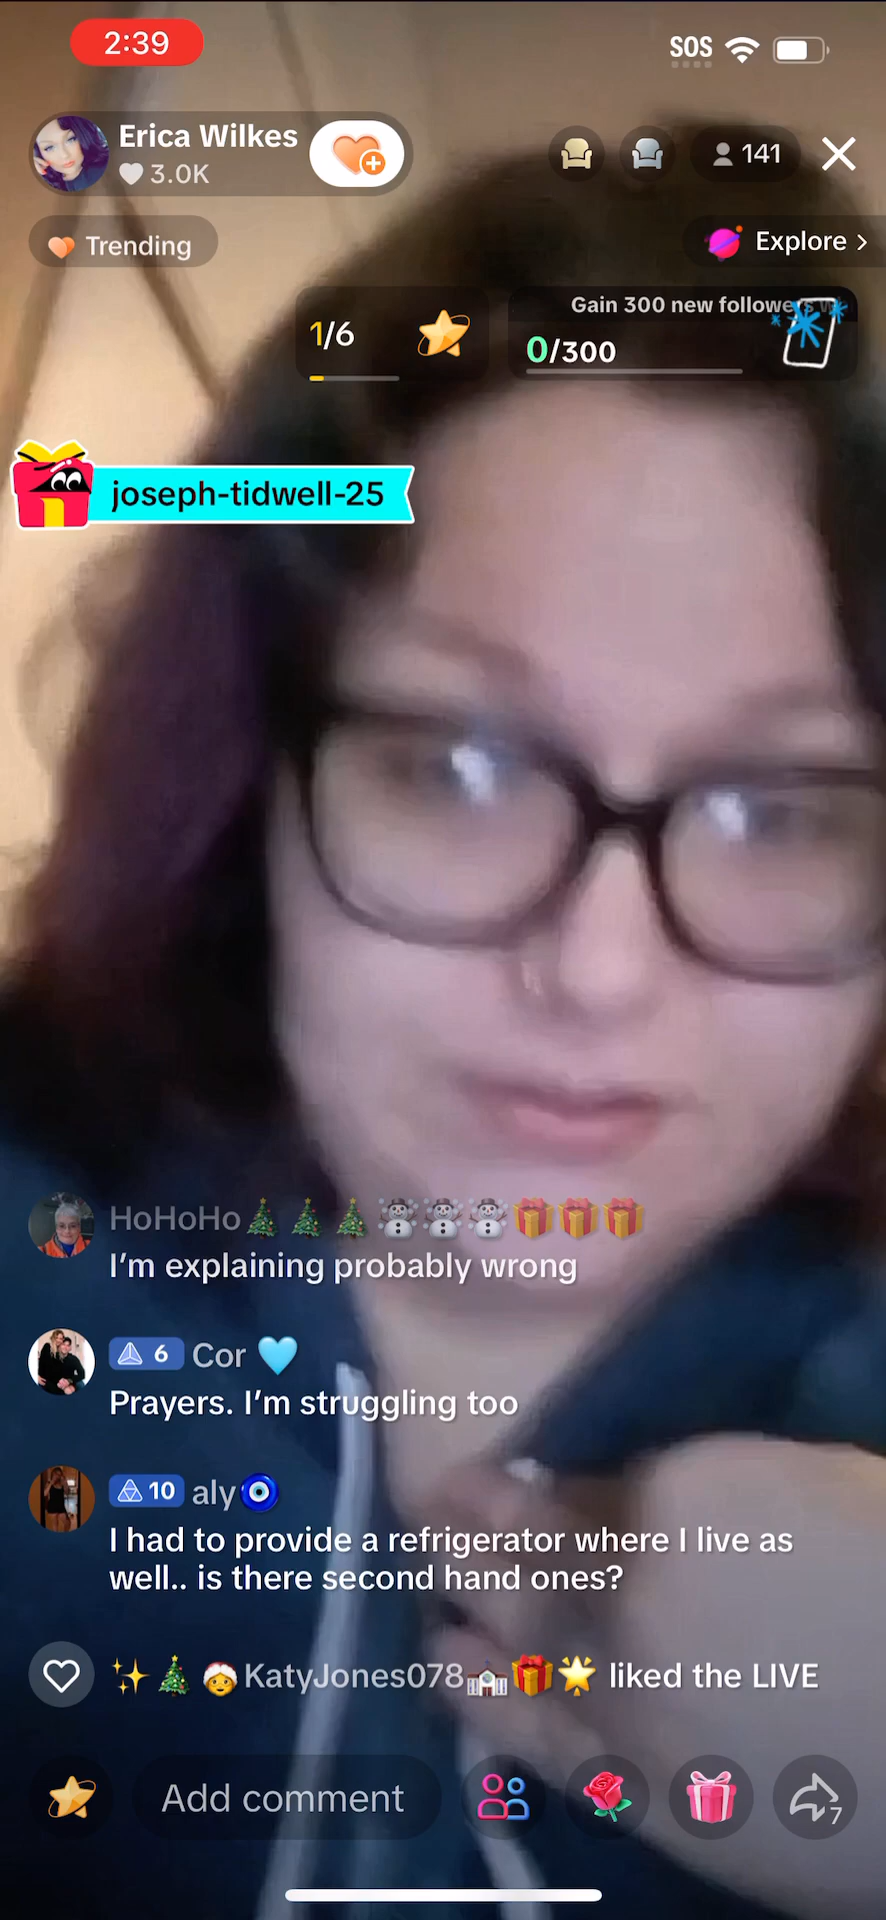 2:39
SOS
Erica Wilkes
3.0K
141
Trending
Explore >
1/6
Gain 300 new followers
0/300
joseph-tidwell-25
HoHoHo🎄🎄🎄☃️☃️☃️🎁🎁🎁
I'm explaining probably wrong
6 Cor 🩵
Prayers. I'm struggling too
10 aly🧿
I had to provide a refrigerator where I live as
well.. is there second hand ones?
✨🎄🤶KatyJones078💒🎁🌟 liked the LIVE
Add comment
7